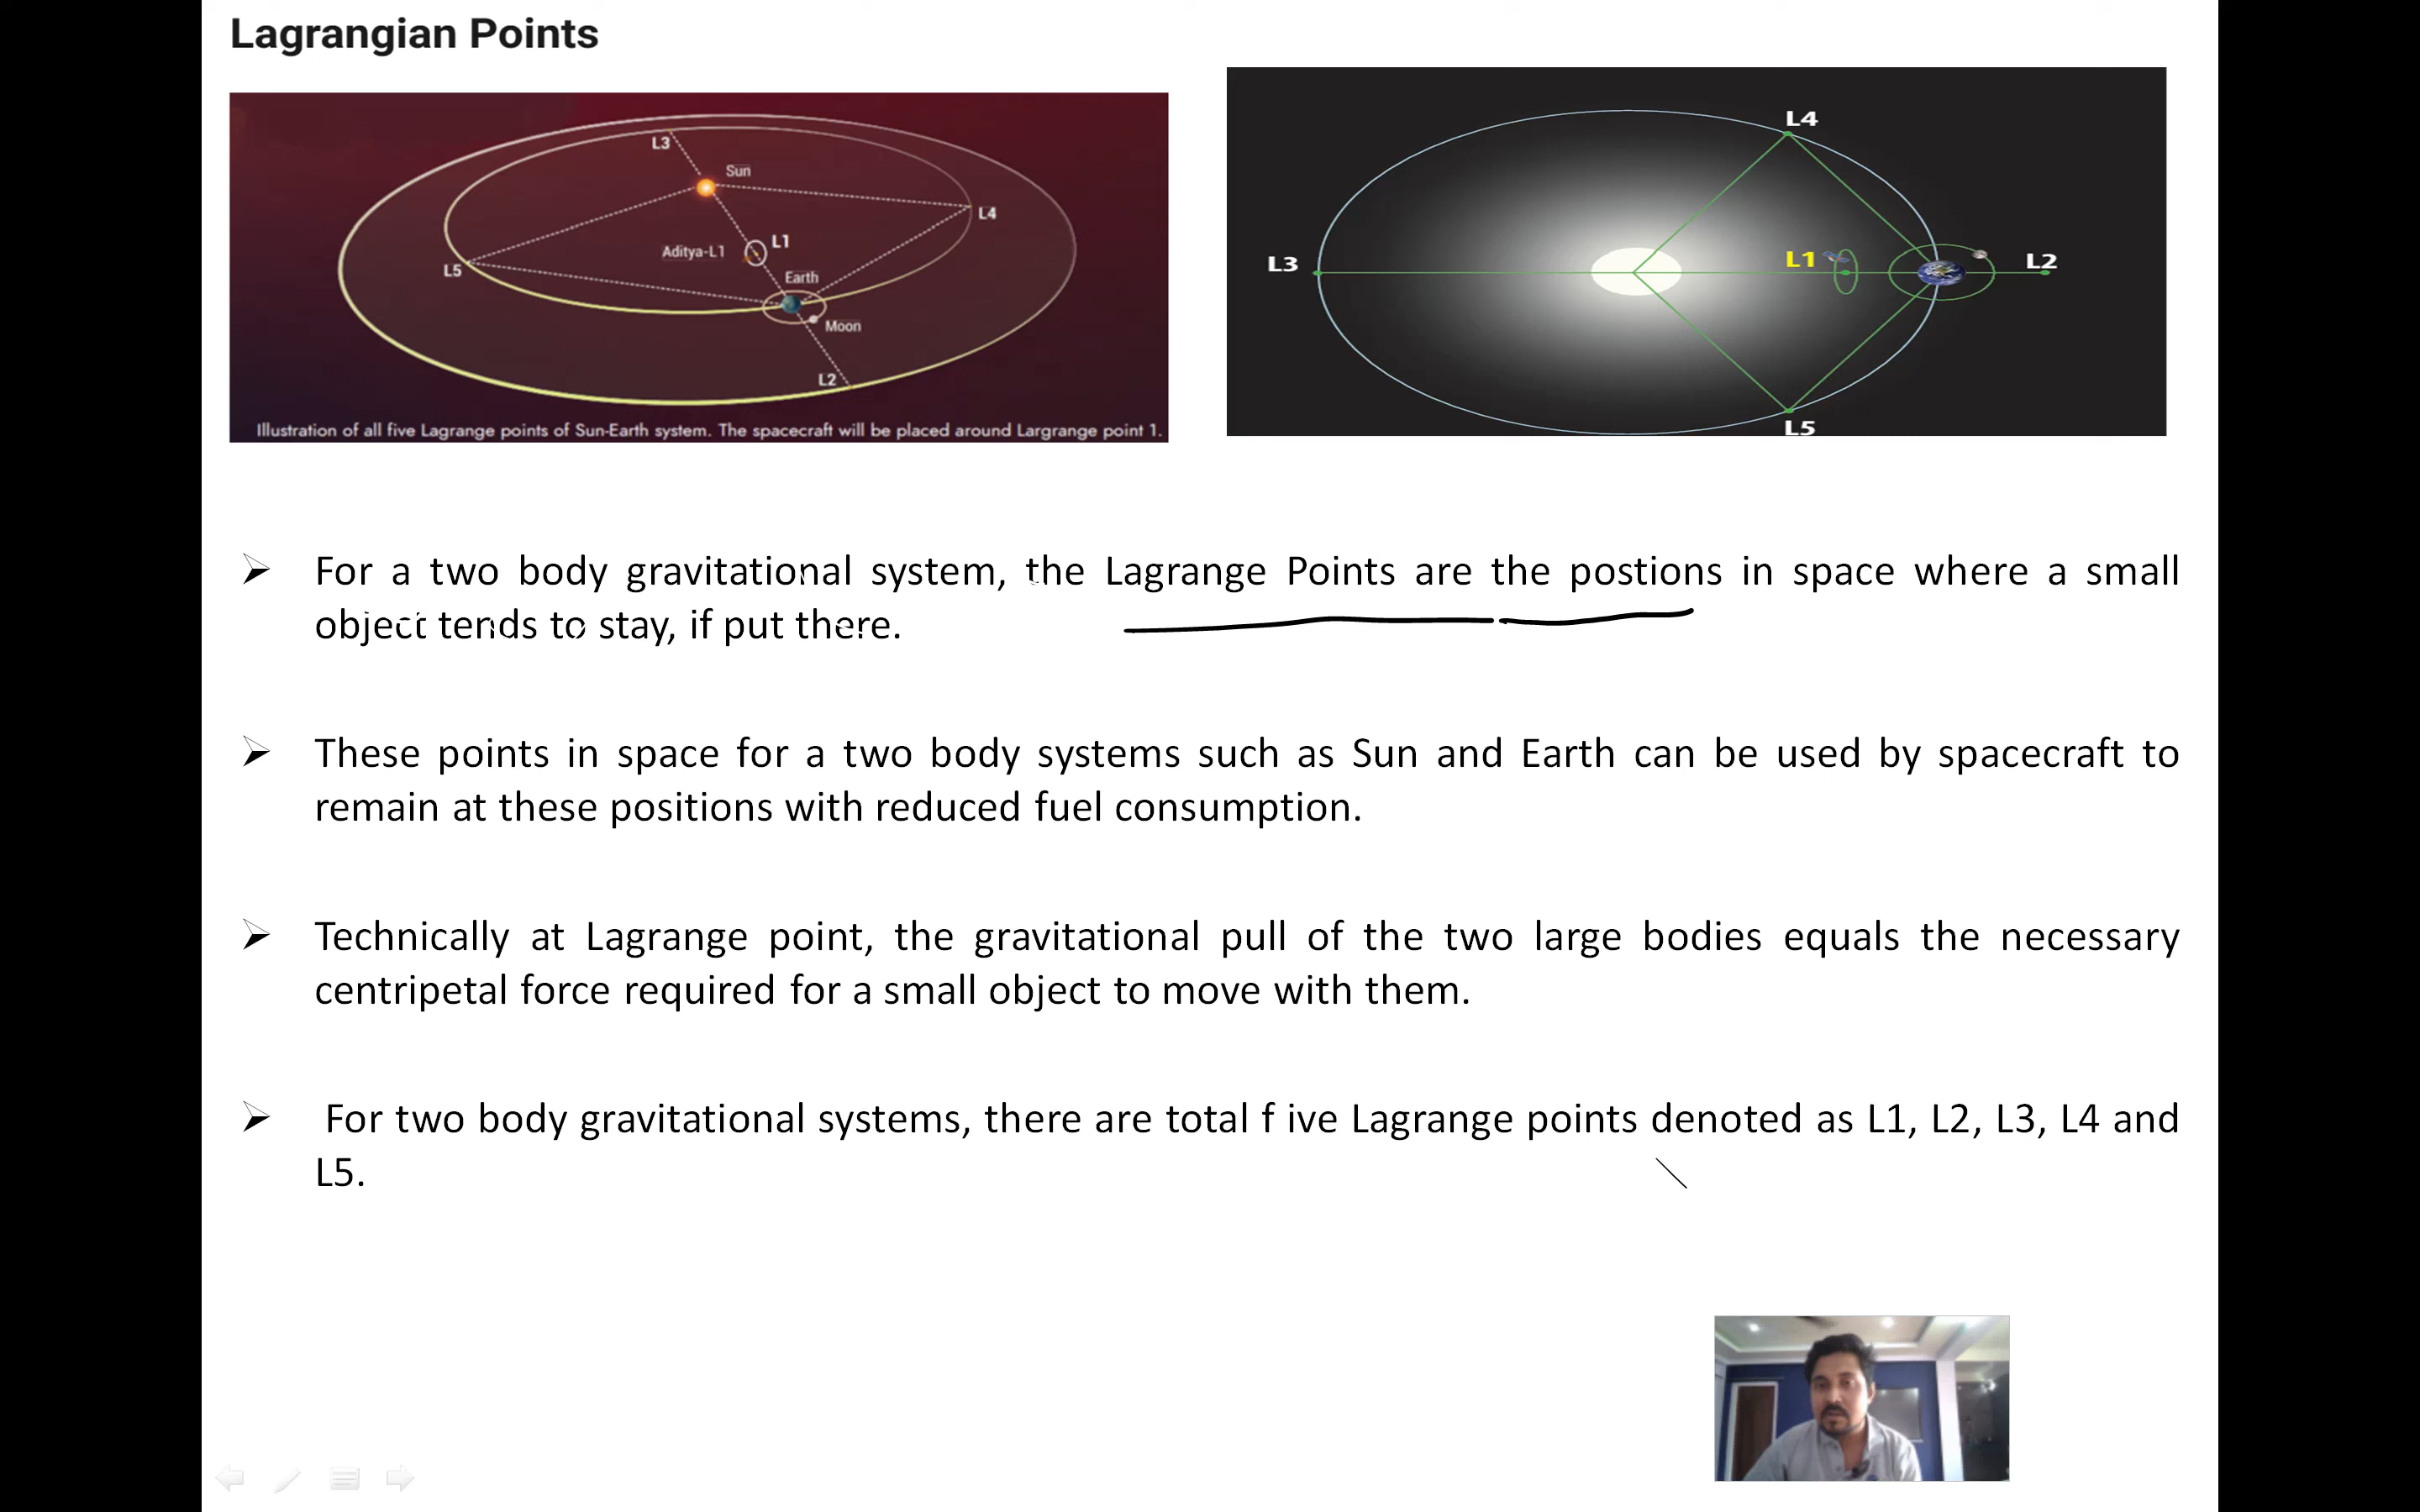 Lagrangian Points
L3
Sun
L4
Aditya-L1
L1
L5
Earth
Moon
L2
Illustration of all five Lagrange points of Sun-Earth system. The spacecraft will be placed around Largrange point 1.
L4
L3
L1
L2
L5
➢ For a two body gravitational system, the Lagrange Points are the postions in space where a small
object tends to stay, if put there.
➢ These points in space for a two body systems such as Sun and Earth can be used by spacecraft to
remain at these positions with reduced fuel consumption.
➢ Technically at Lagrange point, the gravitational pull of the two large bodies equals the necessary
centripetal force required for a small object to move with them.
➢ For two body gravitational systems, there are total f ive Lagrange points denoted as L1, L2, L3, L4 and
L5.